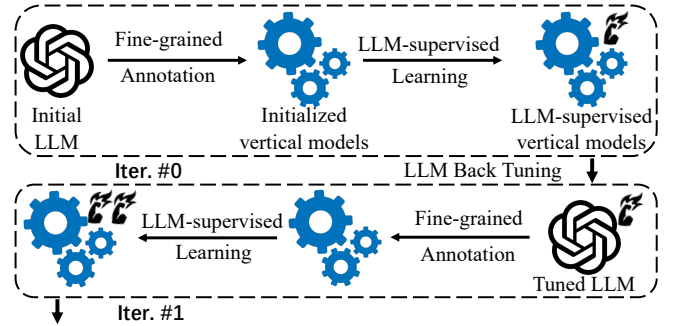 Fine-grained
Annotation
LLM-supervised
Learning
Initial
LLM
Initialized
vertical models
LLM-supervised
vertical models
Iter. #0
LLM Back Tuning
LLM-supervised
Learning
Fine-grained
Annotation
Tuned LLM
Iter. #1